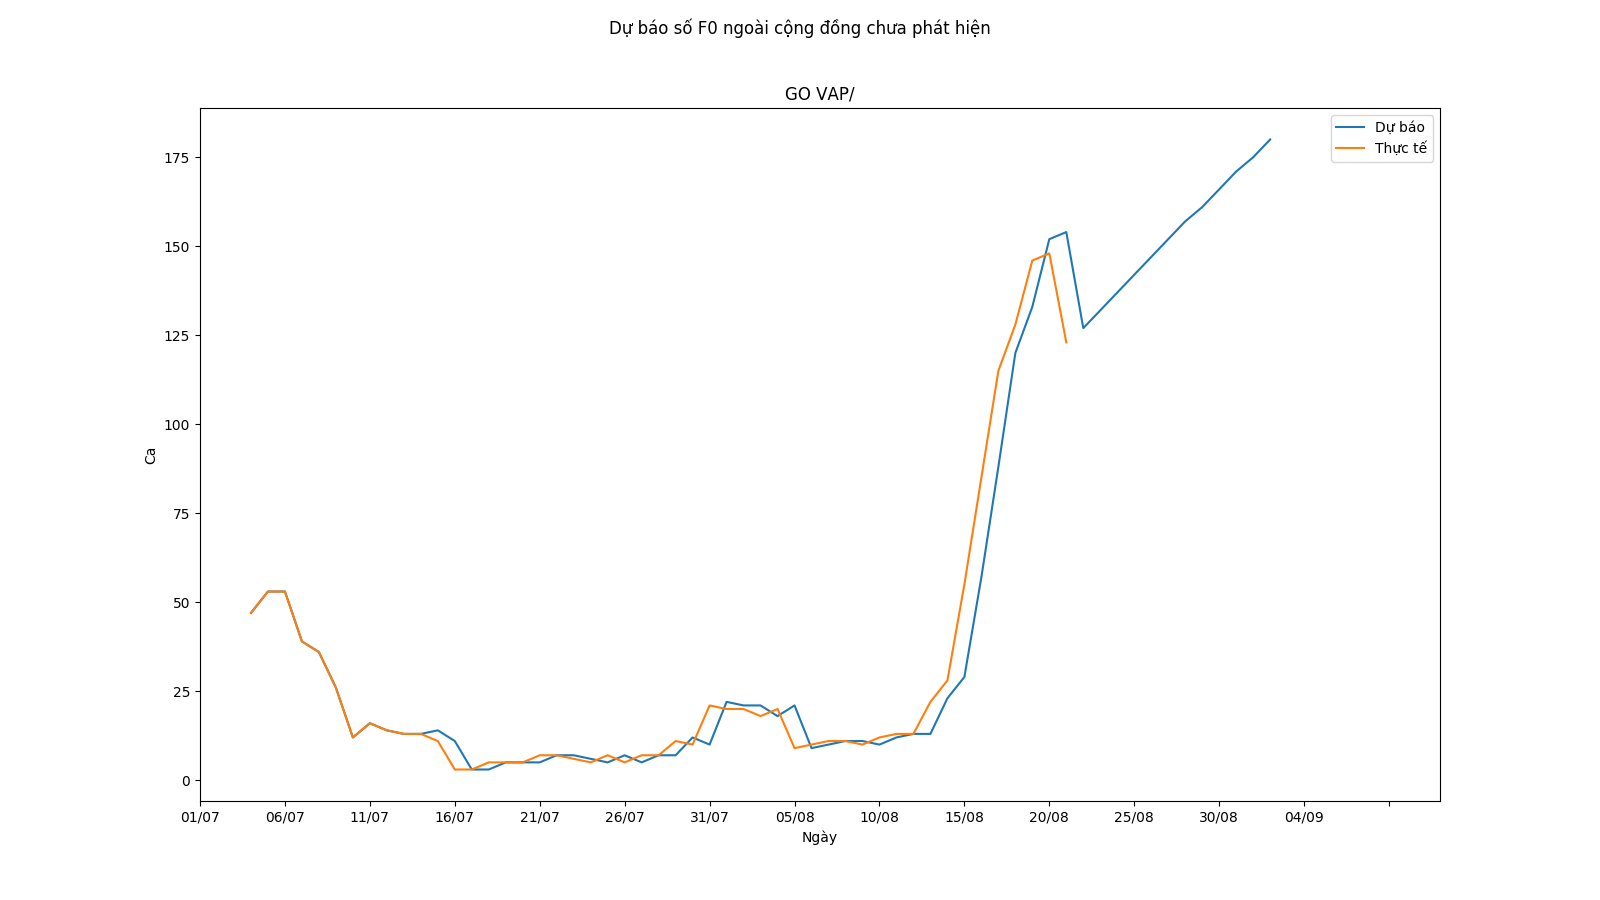 Dự báo số F0 ngoài cộng đồng chưa phát hiện
GO VAP/
Dự báo
Thực tế
175
150
125
100
75
50
25
0
Ca
01/07 06/07 11/07 16/07 21/07 26/07 31/07 05/08 10/08 15/08 20/08 25/08 30/08 04/09
Ngày